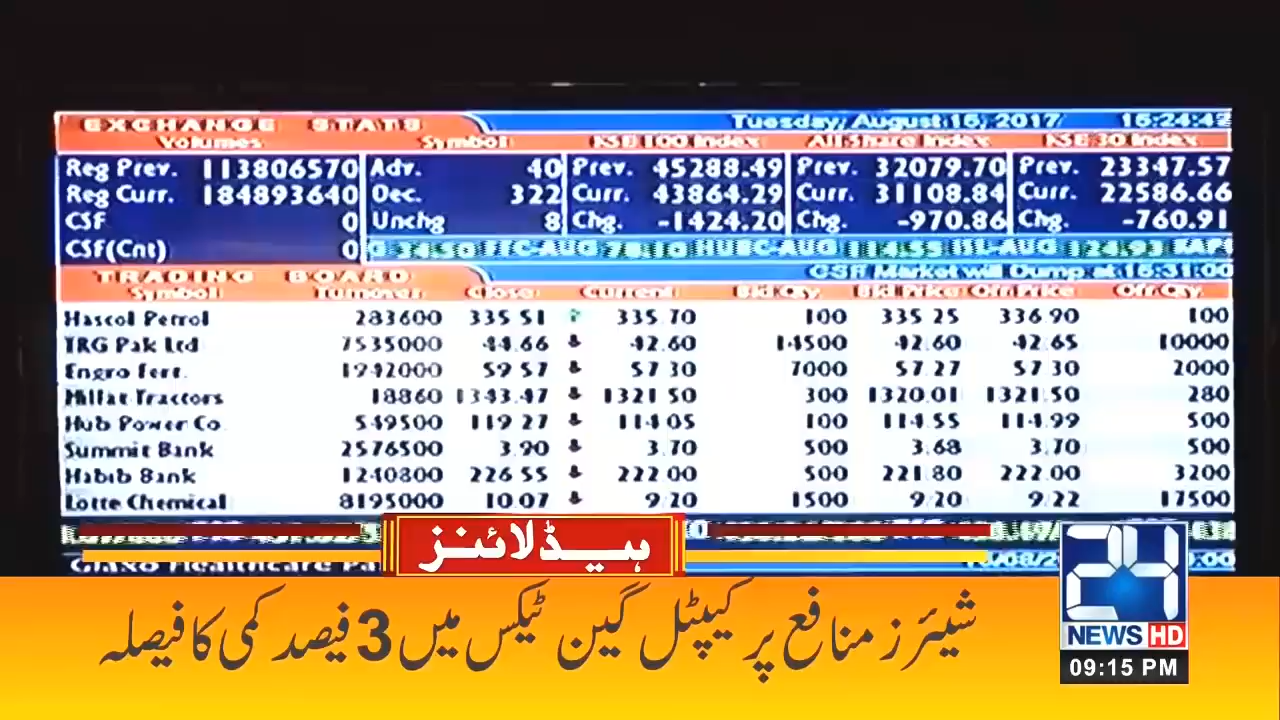 EXCHANGE STATS Tuesday, August 15, 2017 15:24:42
Volumes Symbol KSE 100 Index All Share Index KSE 30 Index
Reg Prev. 113806570 Adv. 40 Prev. 45288.49 Prev. 32079.70 Prev. 23347.57
Reg Curr. 184893640 Dec. 322 Curr. 43864.29 Curr. 31108.84 Curr. 22586.66
CSF 0 Unchg 8 Chg. -1424.20 Chg. -970.86 Chg. -760.91
CSF(Cnt) 0 FFC-AUG HUBC-AUG 114.55 ISL-AUG 124.93
TRADING BOARD CSF Market will Dump at 15:31:00
Symbol Turnover Close Current Bid Qty Bid Price Ofr Price Ofr Qty
Hascol Petrol 283600 335.51 335.70 100 335.25 336.90 100
TRG Pak Ltd 7535000 44.66 42.60 14500 42.60 42.65 10000
Engro Fert. 1942000 59.57 57.30 7000 57.27 57.30 2000
Millat Tractors 18860 1343.47 1321.50 300 1320.01 1321.50 280
Hub Power Co. 549500 119.27 114.05 100 114.55 114.99 500
Summit Bank 2576500 3.90 3.70 500 3.68 3.70 500
Habib Bank 1240800 226.55 222.00 500 221.80 222.00 3200
Lotte Chemical 8195000 10.07 9.20 1500 9.20 9.22 17500
Glaxo Healthcare
ہیڈلائنز
شیئرز منافع پر کیپٹل گین ٹیکس میں 3 فیصد کمی کا فیصلہ
24
NEWS HD
09:15 PM